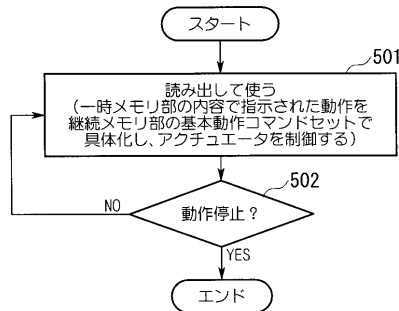 スタート
501
読み出して使う
(一時メモリ部の内容で指示された動作を
継続メモリ部の基本動作コマンドセットで
具体化し、アクチュエータを制御する)
502
動作停止?
NO
YES
エンド